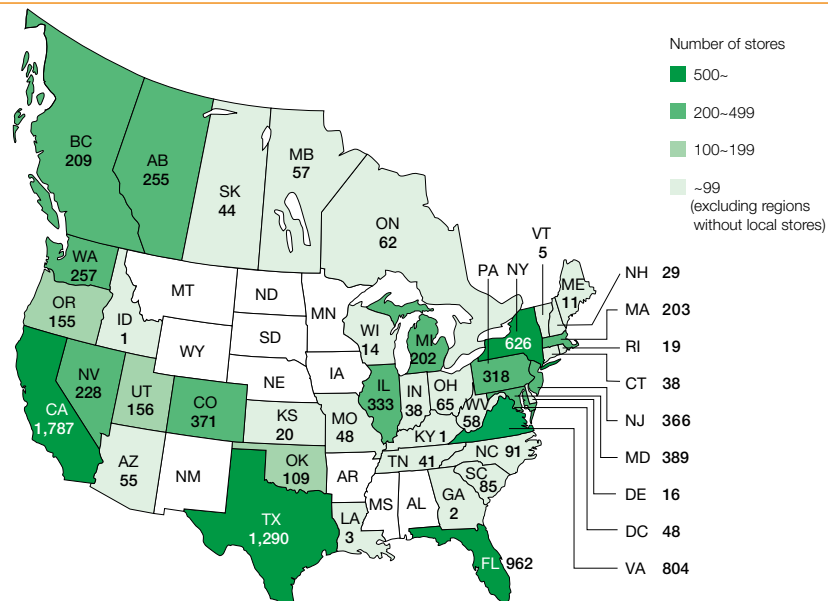 Number of stores
500~
200~499
100~199
~99
(excluding regions
without local stores)
BC
209
AB
255
SK
44
MB
57
ON
62
WA
257
OR
155
ID
1
MT
ND
MN
SD
WY
NE
IA
WI
14
MI
202
PA
NY
VT
5
ME
11
626
318
NH 29
MA 203
RI 19
CT 38
NJ 366
MD 389
DE 16
DC 48
VA 804
CA
1,787
NV
228
UT
156
CO
371
KS
20
MO
48
IL
333
IN
38
OH
65
WV
58
KY 1
AZ
55
NM
OK
109
AR
TN 41
NC 91
SC
85
TX
1,290
LA
3
MS
AL
GA
2
FL 962